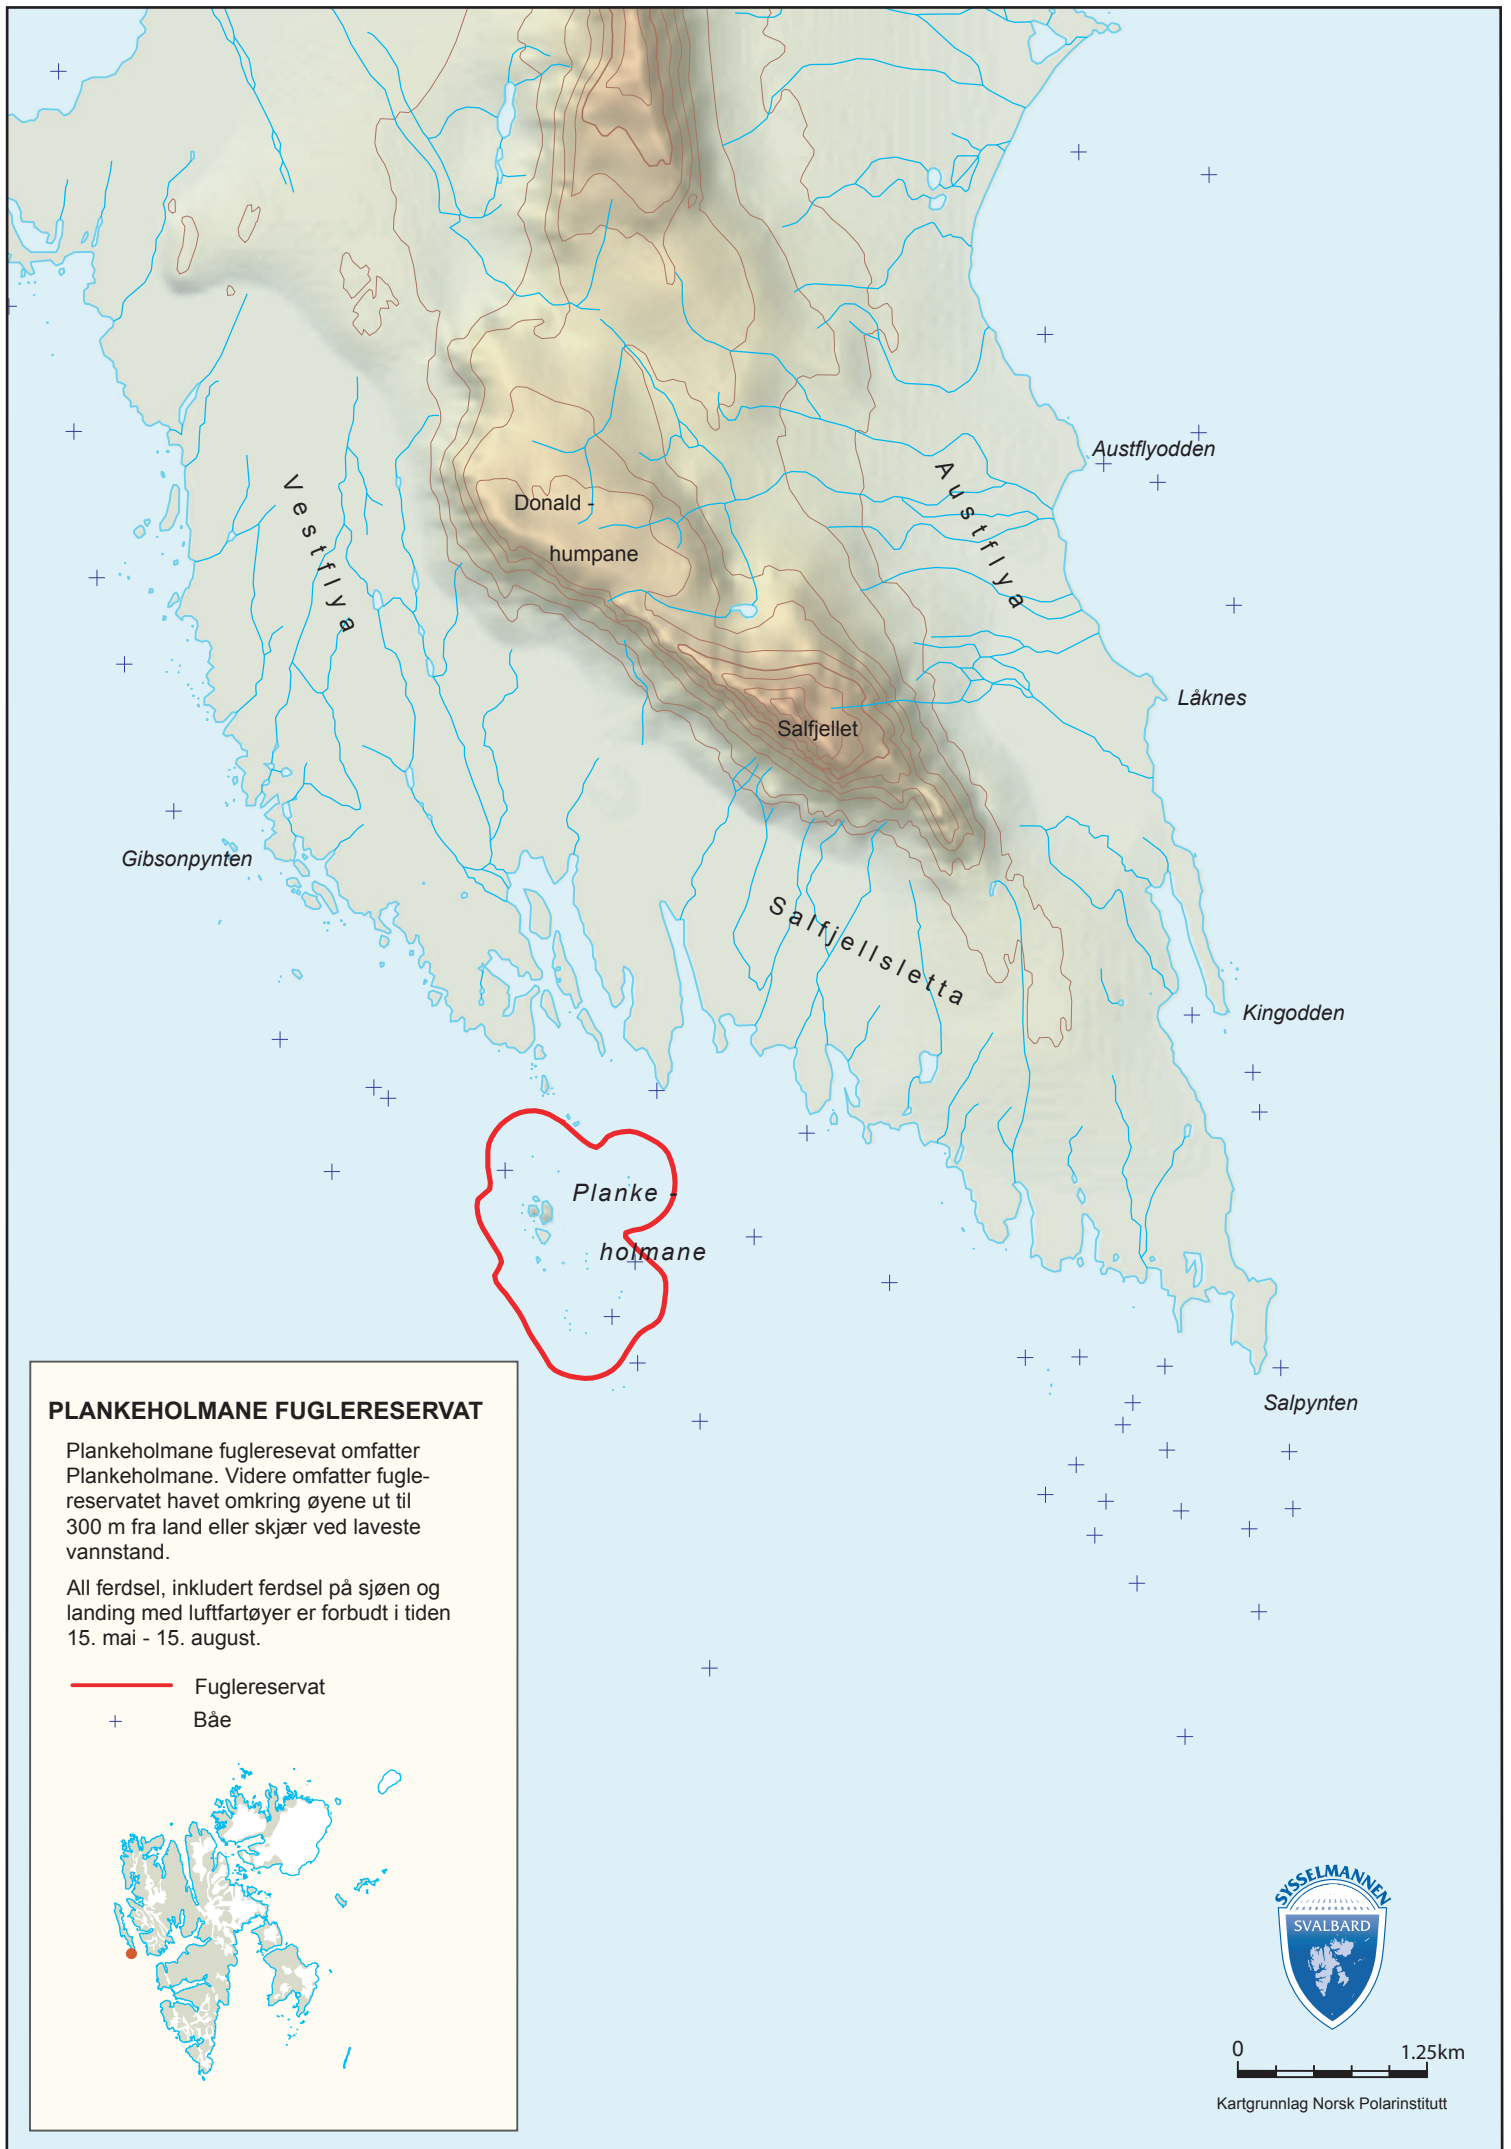 Austflyodden
Vestflya
Austflya
Donald -
humpane
Låknes
Salfjellet
Gibsonpynten
Salfjellsletta
Kingodden
Planke -
holmane
Salpynten
PLANKEHOLMANE FUGLERESERVAT
Plankeholmane fugleresevat omfatter
Plankeholmane. Videre omfatter fugle-
reservatet havet omkring øyene ut til
300 m fra land eller skjær ved laveste
vannstand.
All ferdsel, inkludert ferdsel på sjøen og
landing med luftfartøyer er forbudt i tiden
15. mai - 15. august.
Fuglereservat
Båe
SYSSELMANNEN
SVALBARD
0 1.25km
Kartgrunnlag Norsk Polarinstitutt